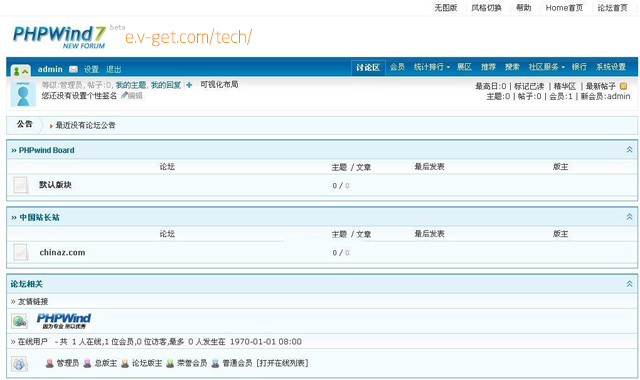 无图版 风格切换 帮助 Home首页 论坛首页
PHPWind 7 beta
NEW FORUM
e.v-get.com/tech/
admin 设置 退出 讨论区 会员 统计排行 展区 推荐 搜索 社区服务 银行 系统设置
等级:管理员, 帖子:0, 我的主题, 我的回复 可视化布局 最高日:0 | 标记已读 | 精华区 | 最新帖子
您还没有设置个性签名 编辑 主题:0 | 帖子:0 | 会员:1 | 新会员:admin
公告 最近没有论坛公告
» PHPwind Board
论坛 主题 / 文章 最后发表 版主
默认版块 0 / 0
» 中国站长站
论坛 主题 / 文章 最后发表 版主
chinaz.com 0 / 0
论坛相关
» 友情链接
PHPWind
因为专业 所以优秀
» 在线用户 - 共 1 人在线,1 位会员,0 位访客,最多 0 人发生在 1970-01-01 08:00
管理员 总版主 论坛版主 荣誉会员 普通会员 [打开在线列表]